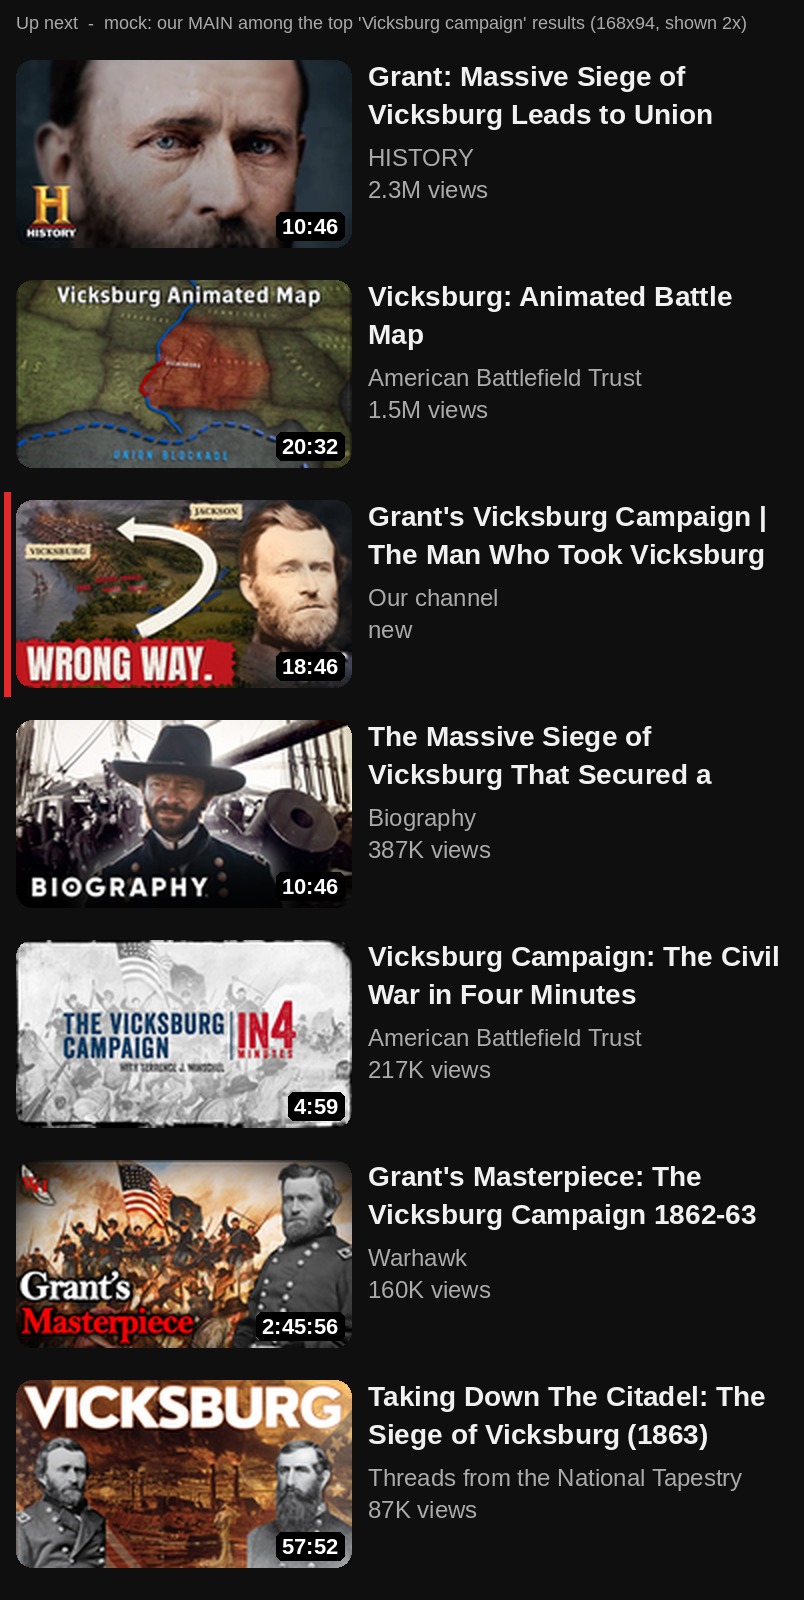 Up next - mock: our MAIN among the top 'Vicksburg campaign' results (168x94, shown 2x)
H
HISTORY
10:46
Grant: Massive Siege of
Vicksburg Leads to Union
HISTORY
2.3M views
Vicksburg Animated Map
VICKSBURG
UNION BLOCKADE
20:32
Vicksburg: Animated Battle
Map
American Battlefield Trust
1.5M views
JACKSON
VICKSBURG
WRONG WAY.
18:46
Grant's Vicksburg Campaign |
The Man Who Took Vicksburg
Our channel
new
BIOGRAPHY
10:46
The Massive Siege of
Vicksburg That Secured a
Biography
387K views
THE VICKSBURG
CAMPAIGN
IN4
MINUTES
WITH TERRENCE J. WINSCHEL
4:59
Vicksburg Campaign: The Civil
War in Four Minutes
American Battlefield Trust
217K views
Grant's
Masterpiece
2:45:56
Grant's Masterpiece: The
Vicksburg Campaign 1862-63
Warhawk
160K views
VICKSBURG
57:52
Taking Down The Citadel: The
Siege of Vicksburg (1863)
Threads from the National Tapestry
87K views